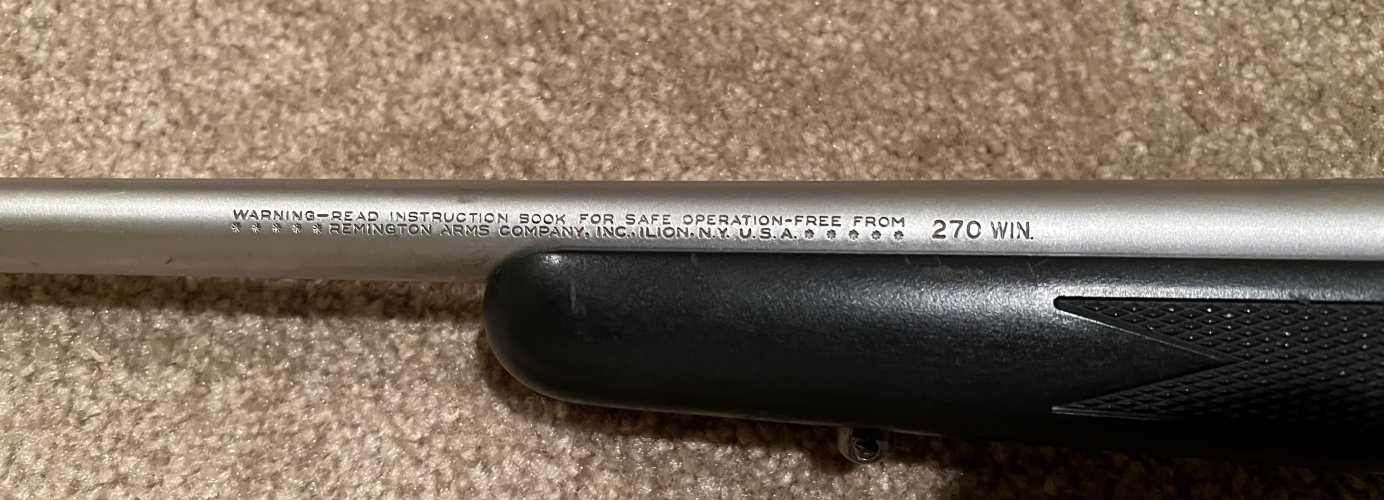 WARNING-READ INSTRUCTION BOOK FOR SAFE OPERATION-FREE FROM
* * * * * REMINGTON ARMS COMPANY, INC., ILION, N.Y. U.S.A. * * * * *
270 WIN.